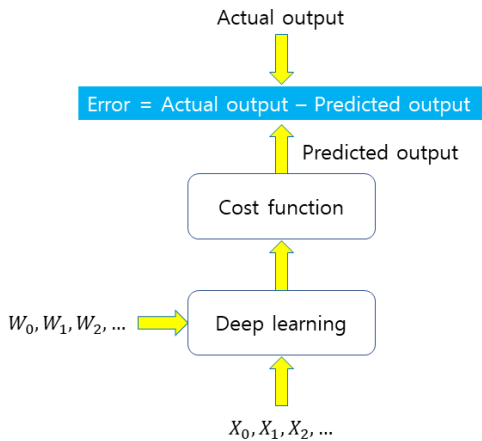 Actual output
Error = Actual output – Predicted output
Predicted output
Cost function
W₀, W₁, W₂, ...
Deep learning
X₀, X₁, X₂, ...